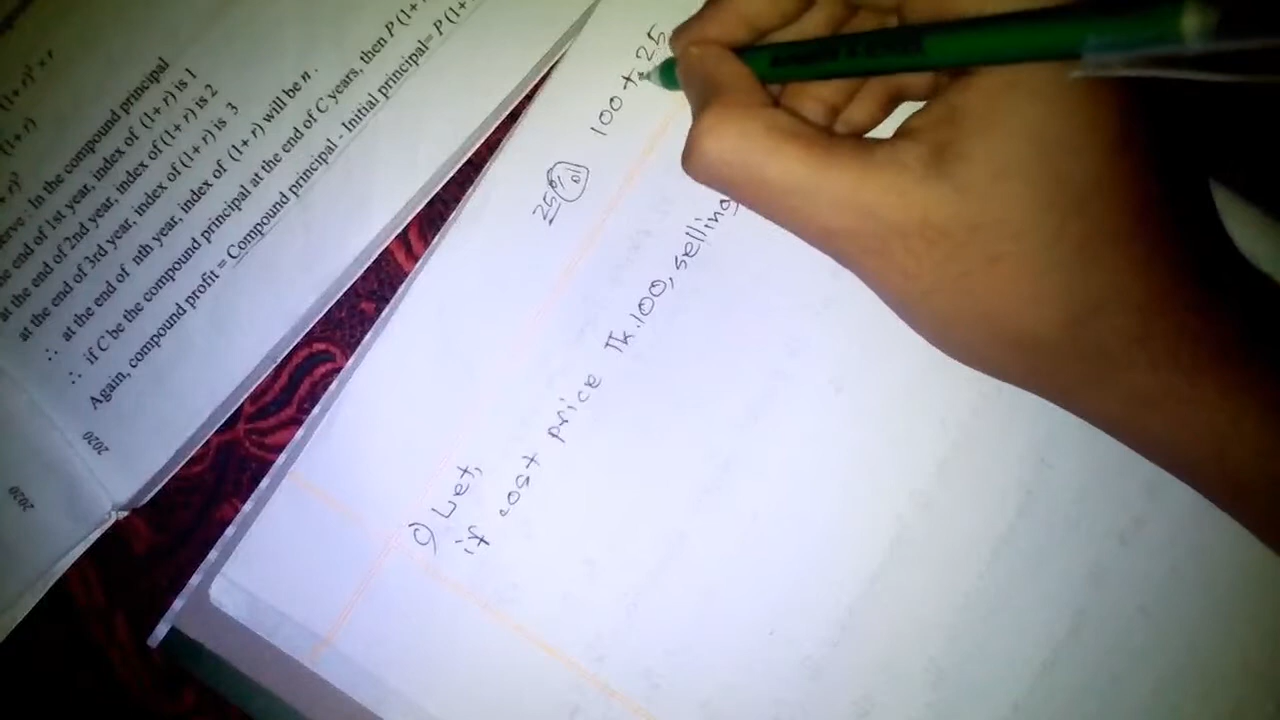 (1+r)² × r
(1+r)
+ r)³
In the compound principal
end of 1st year, index of (1+ r) is 1
at the end of 2nd year, index of (1+ r) is 2
at the end of 3rd year, index of (1+ r) is 3
∴ at the end of nth year, index of (1+ r) will be n .
∴ if C be the compound principal at the end of C years, then P (1+
Again, compound profit = Compound principal - Initial principal= P (1+
2020
2020
25%
100 + 25
c) Let,
if cost price Tk.100, selling